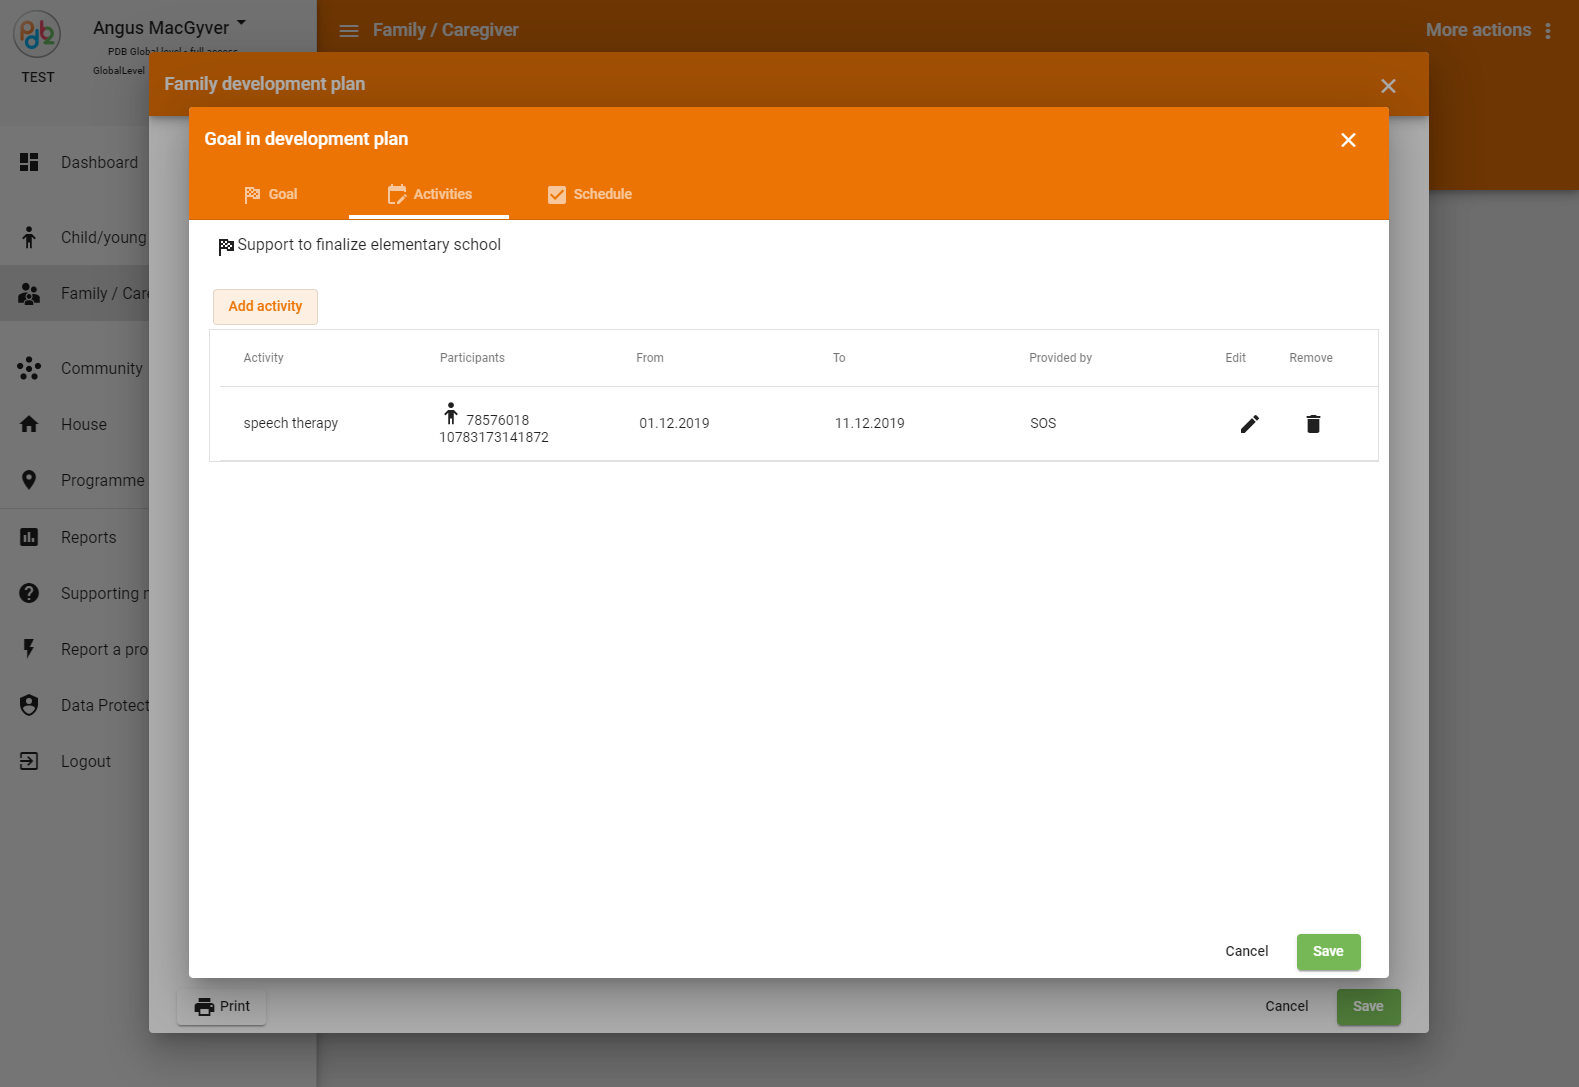 Angus MacGyver
PDB Global level - full access
GlobalLevel
TEST
Family / Caregiver
More actions
Family development plan
Goal in development plan
Goal
Activities
Schedule
Dashboard
Child/young
Family / Car
Community
House
Programme
Reports
Supporting
Report a pro
Data Protect
Logout
Support to finalize elementary school
Add activity
Activity Participants From To Provided by Edit Remove
speech therapy 78576018 01.12.2019 11.12.2019 SOS
10783173141872
Cancel Save
Print
Cancel Save